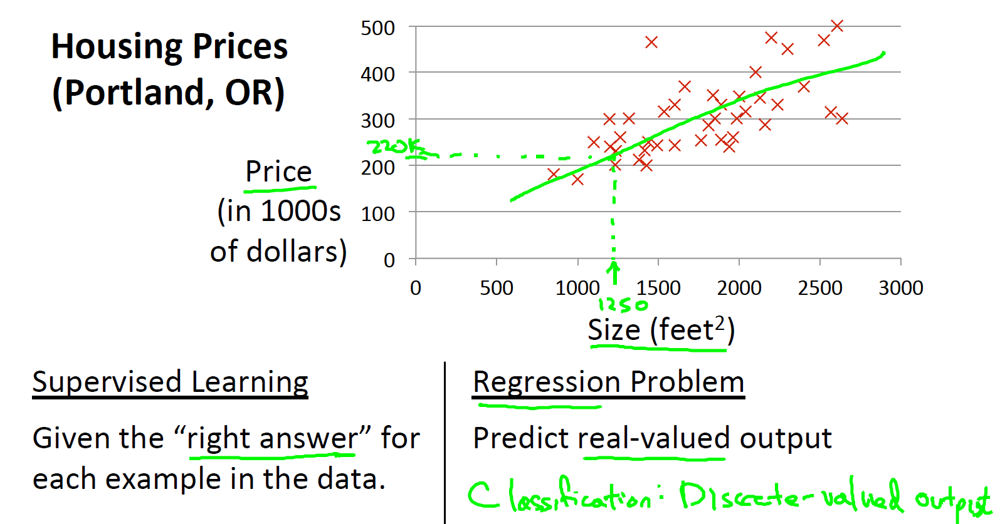 Housing Prices
(Portland, OR)
500
400
300
220k
200
100
0
Price
(in 1000s
of dollars)
0 500 1000 1500 2000 2500 3000
1250
Size (feet²)
Supervised Learning
Given the “right answer” for
each example in the data.
Regression Problem
Predict real-valued output
Classification: Discrete-valued output